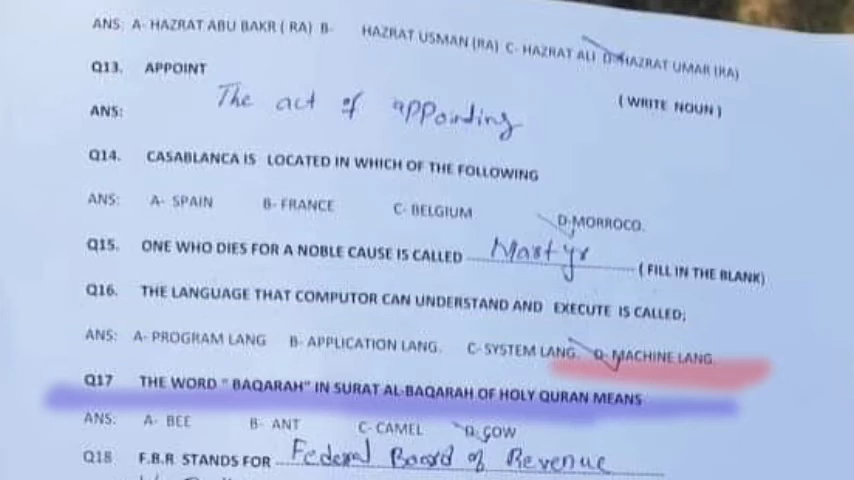 ANS: A- HAZRAT ABU BAKR ( RA) B- HAZRAT USMAN (RA) C- HAZRAT ALI D- HAZRAT UMAR (RA)
Q13. APPOINT ( WRITE NOUN )
ANS: The act of appointing
Q14. CASABLANCA IS LOCATED IN WHICH OF THE FOLLOWING
ANS: A- SPAIN B- FRANCE C- BELGIUM D-MORROCO.
Q15. ONE WHO DIES FOR A NOBLE CAUSE IS CALLED Martyr ( FILL IN THE BLANK)
Q16. THE LANGUAGE THAT COMPUTOR CAN UNDERSTAND AND EXECUTE IS CALLED;
ANS: A- PROGRAM LANG B- APPLICATION LANG. C- SYSTEM LANG. D- MACHINE LANG.
Q17 THE WORD " BAQARAH" IN SURAT AL-BAQARAH OF HOLY QURAN MEANS
ANS: A- BEE B- ANT C- CAMEL D- COW
Q18 F.B.R STANDS FOR Federal Board of Revenue